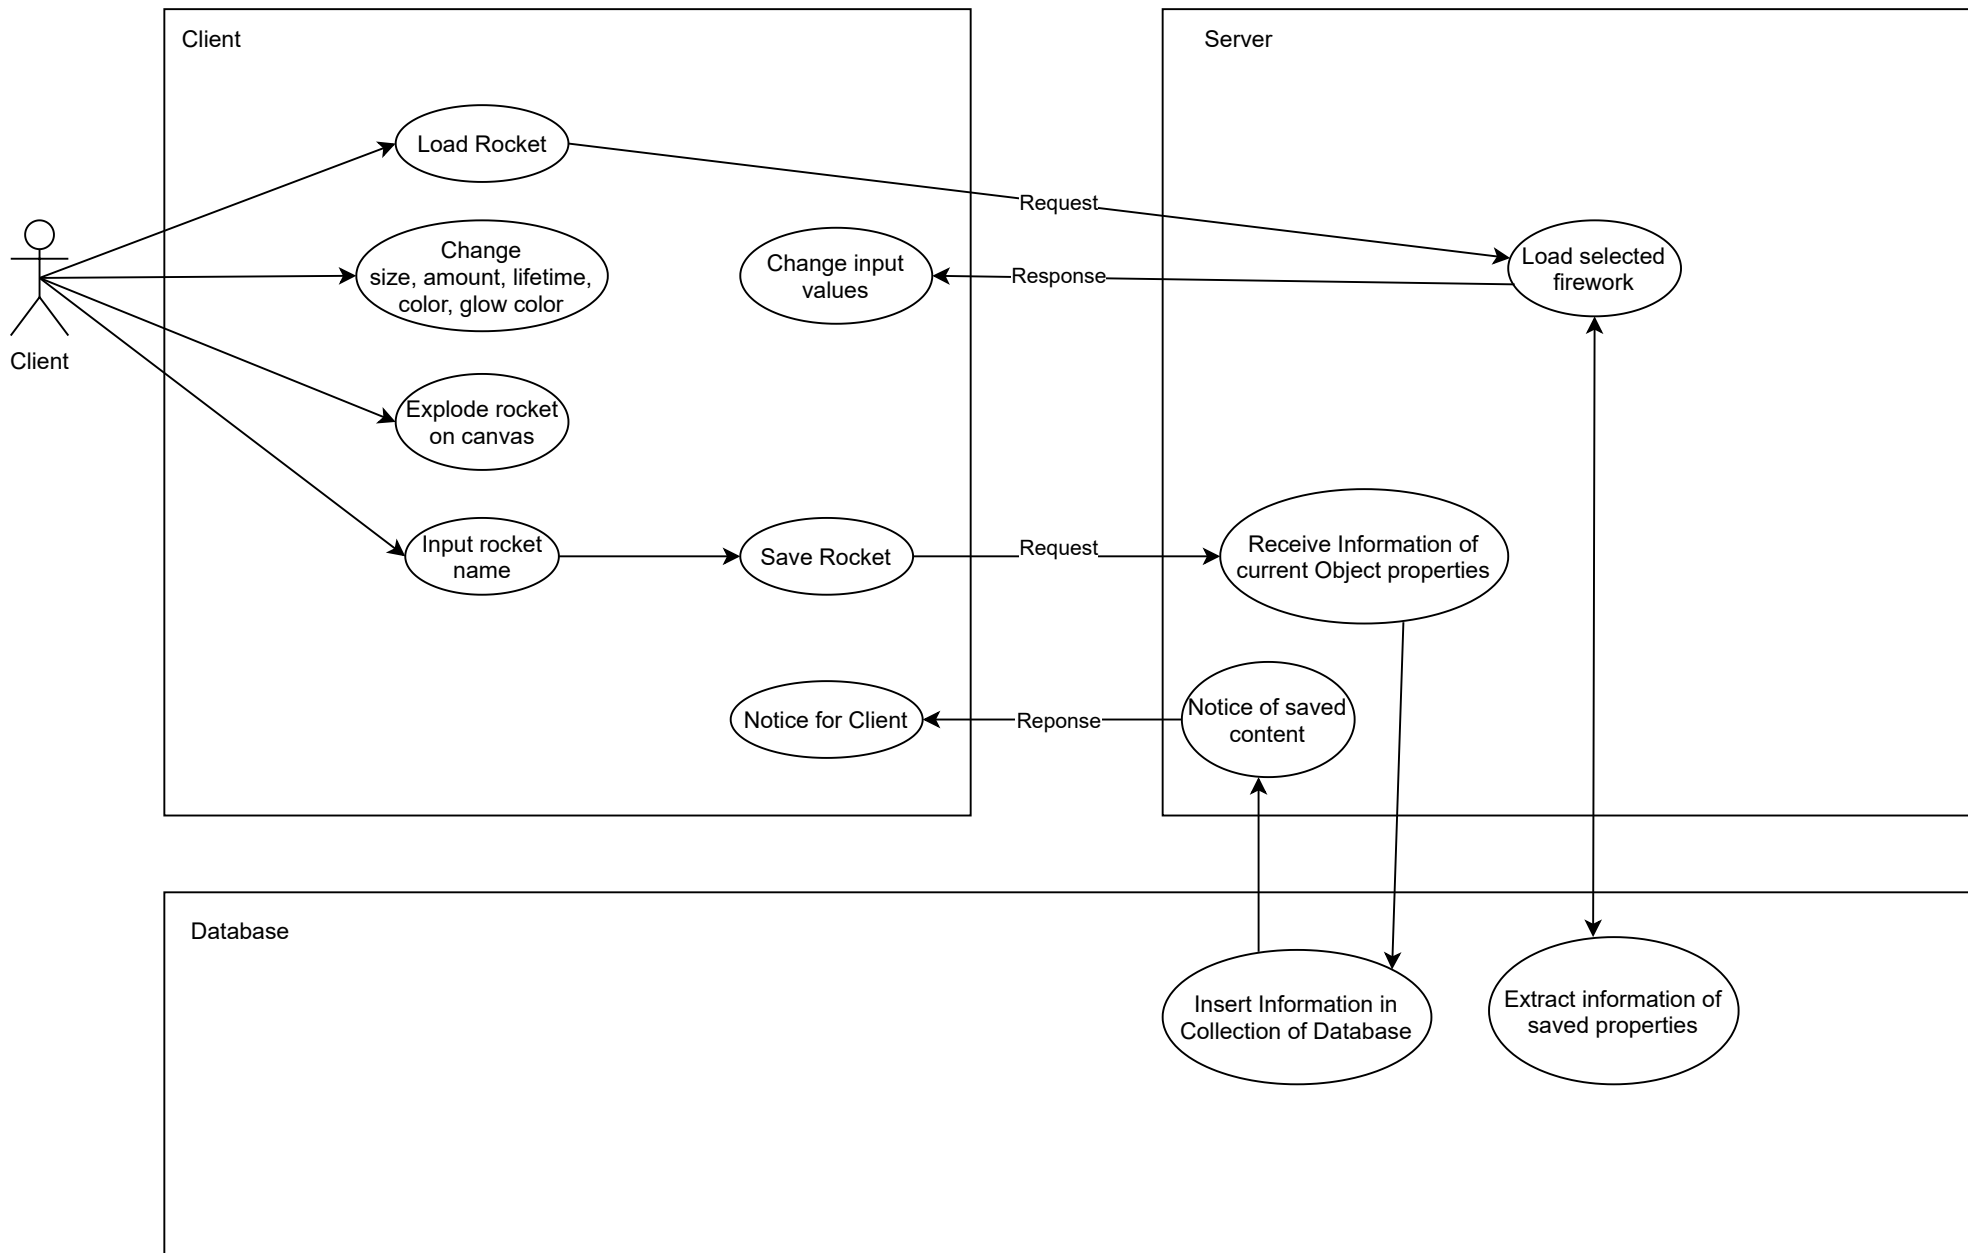 Client
Server
Load Rocket
Request
Change
size, amount, lifetime,
color, glow color
Change input
values
Response
Load selected
firework
Client
Explode rocket
on canvas
Input rocket
name
Save Rocket
Request
Receive Information of
current Object properties
Notice for Client
Reponse
Notice of saved
content
Database
Insert Information in
Collection of Database
Extract information of
saved properties